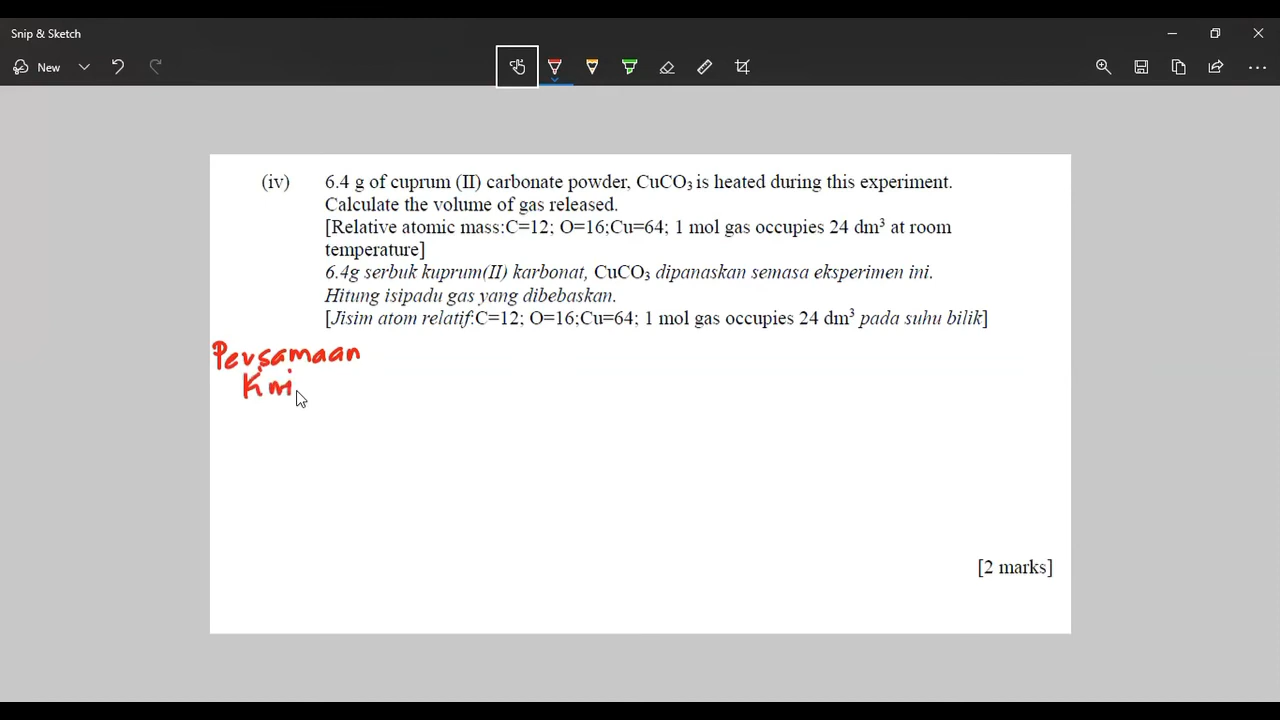 Snip & Sketch
New
(iv) 6.4 g of cuprum (II) carbonate powder, CuCO₃ is heated during this experiment.
Calculate the volume of gas released.
[Relative atomic mass:C=12; O=16;Cu=64; 1 mol gas occupies 24 dm³ at room
temperature]
6.4g serbuk kuprum(II) karbonat, CuCO₃ dipanaskan semasa eksperimen ini.
Hitung isipadu gas yang dibebaskan.
[Jisim atom relatif:C=12; O=16;Cu=64; 1 mol gas occupies 24 dm³ pada suhu bilik]
Persamaan
Kmi
[2 marks]